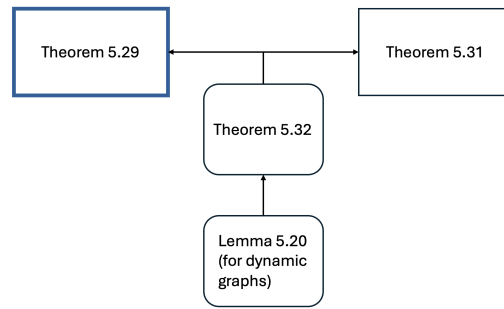 Theorem 5.29
Theorem 5.31
Theorem 5.32
Lemma 5.20
(for dynamic
graphs)